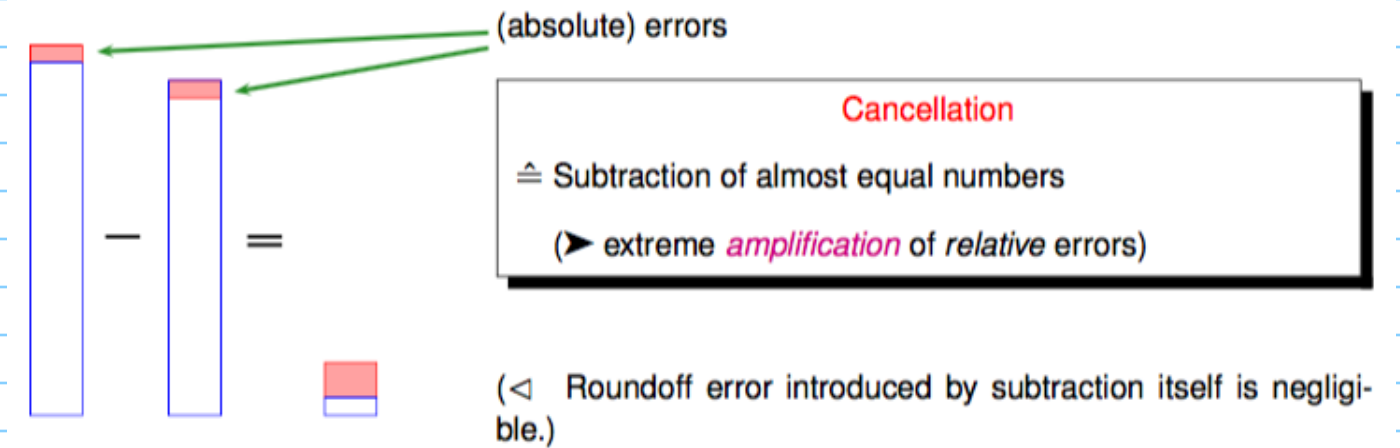 (absolute) errors
Cancellation
≙ Subtraction of almost equal numbers
(➤ extreme amplification of relative errors)
− =
(◁ Roundoff error introduced by subtraction itself is negligi-
ble.)